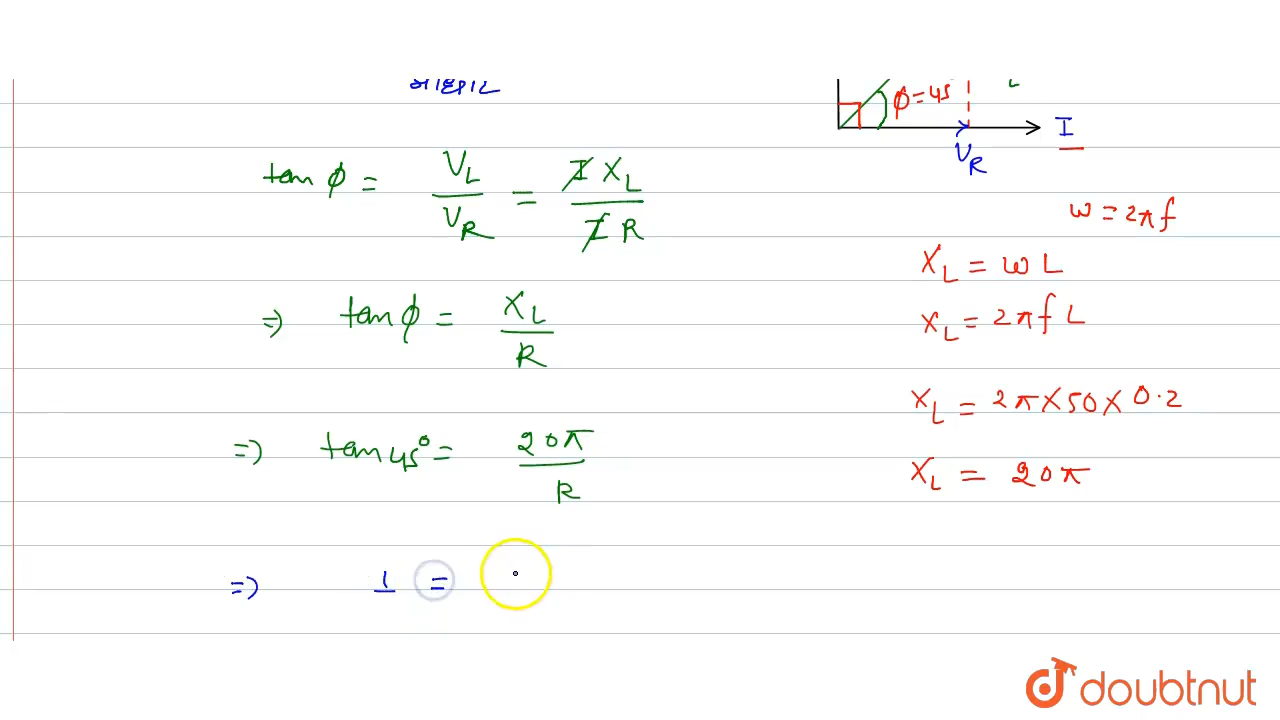 ϕ = 45
I
V_R
tan ϕ = V_L / V_R = I X_L / I R
ω = 2πf
X_L = ω L
⇒ tan ϕ = X_L / R
X_L = 2πf L
X_L = 2π × 50 × 0.2
⇒ tan 45° = 20π / R
X_L = 20π
⇒ 1 =
doubtnut